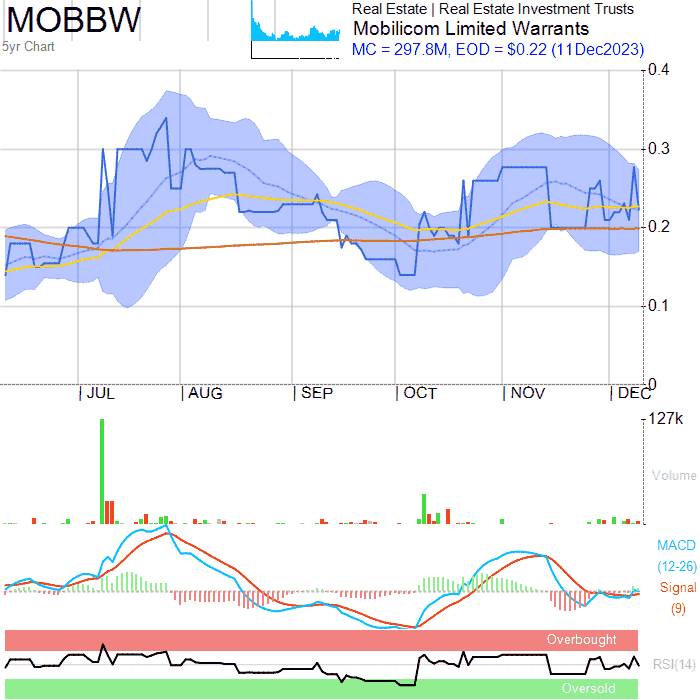 MOBBW
5yr Chart
Real Estate | Real Estate Investment Trusts
Mobilicom Limited Warrants
MC = 297.8M, EOD = $0.22 (11Dec2023)
0.4
0.3
0.2
0.1
0
| JUL | AUG | SEP | OCT | NOV | DEC
127k
Volume
MACD
(12-26)
Signal
(9)
Overbought
RSI(14)
Oversold